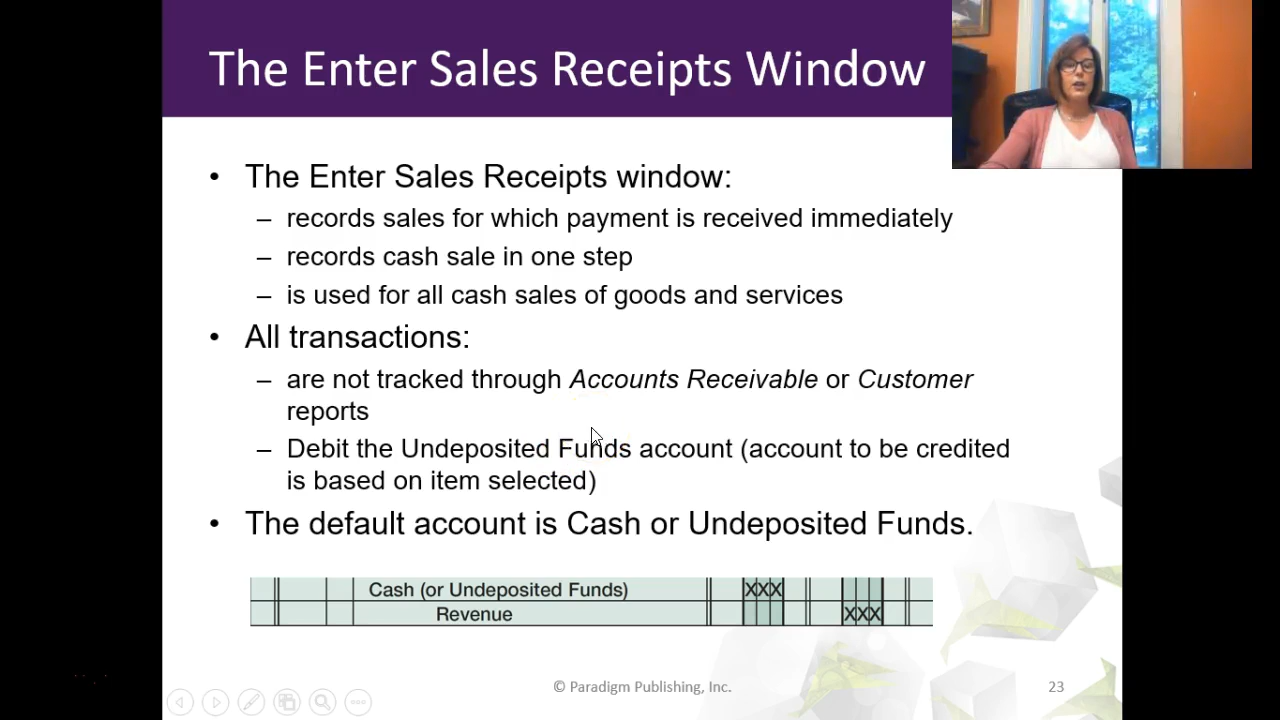 The Enter Sales Receipts Window
• The Enter Sales Receipts window:
– records sales for which payment is received immediately
– records cash sale in one step
– is used for all cash sales of goods and services
• All transactions:
– are not tracked through Accounts Receivable or Customer
reports
– Debit the Undeposited Funds account (account to be credited
is based on item selected)
• The default account is Cash or Undeposited Funds.
Cash (or Undeposited Funds) XXX
Revenue XXX
© Paradigm Publishing, Inc. 23